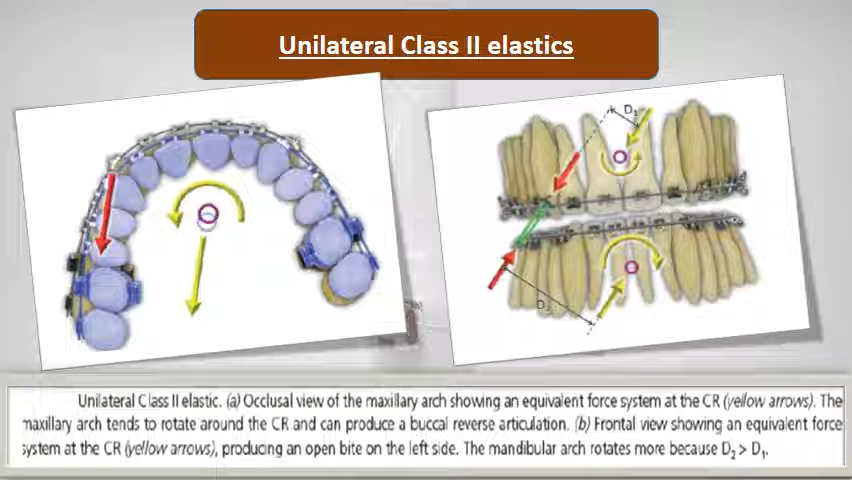 Unilateral Class II elastics
D₁
D₂
Unilateral Class II elastic. (a) Occlusal view of the maxillary arch showing an equivalent force system at the CR (yellow arrows). The
maxillary arch tends to rotate around the CR and can produce a buccal reverse articulation. (b) Frontal view showing an equivalent force
system at the CR (yellow arrows), producing an open bite on the left side. The mandibular arch rotates more because D₂ > D₁.